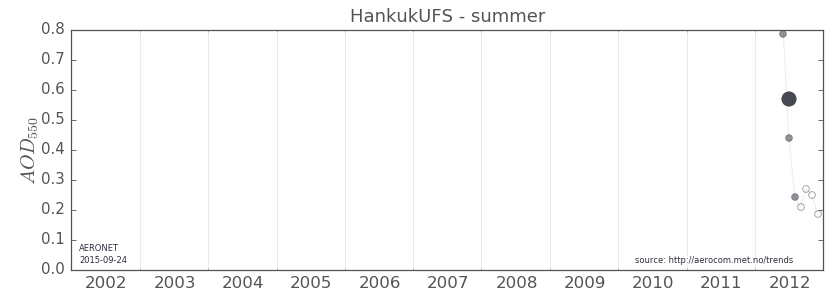 HankukUFS - summer
0.8
0.7
0.6
0.5
0.4
0.3
0.2
0.1
0.0
AOD550
AERONET
2015-09-24
source: http://aerocom.met.no/trends
2002 2003 2004 2005 2006 2007 2008 2009 2010 2011 2012